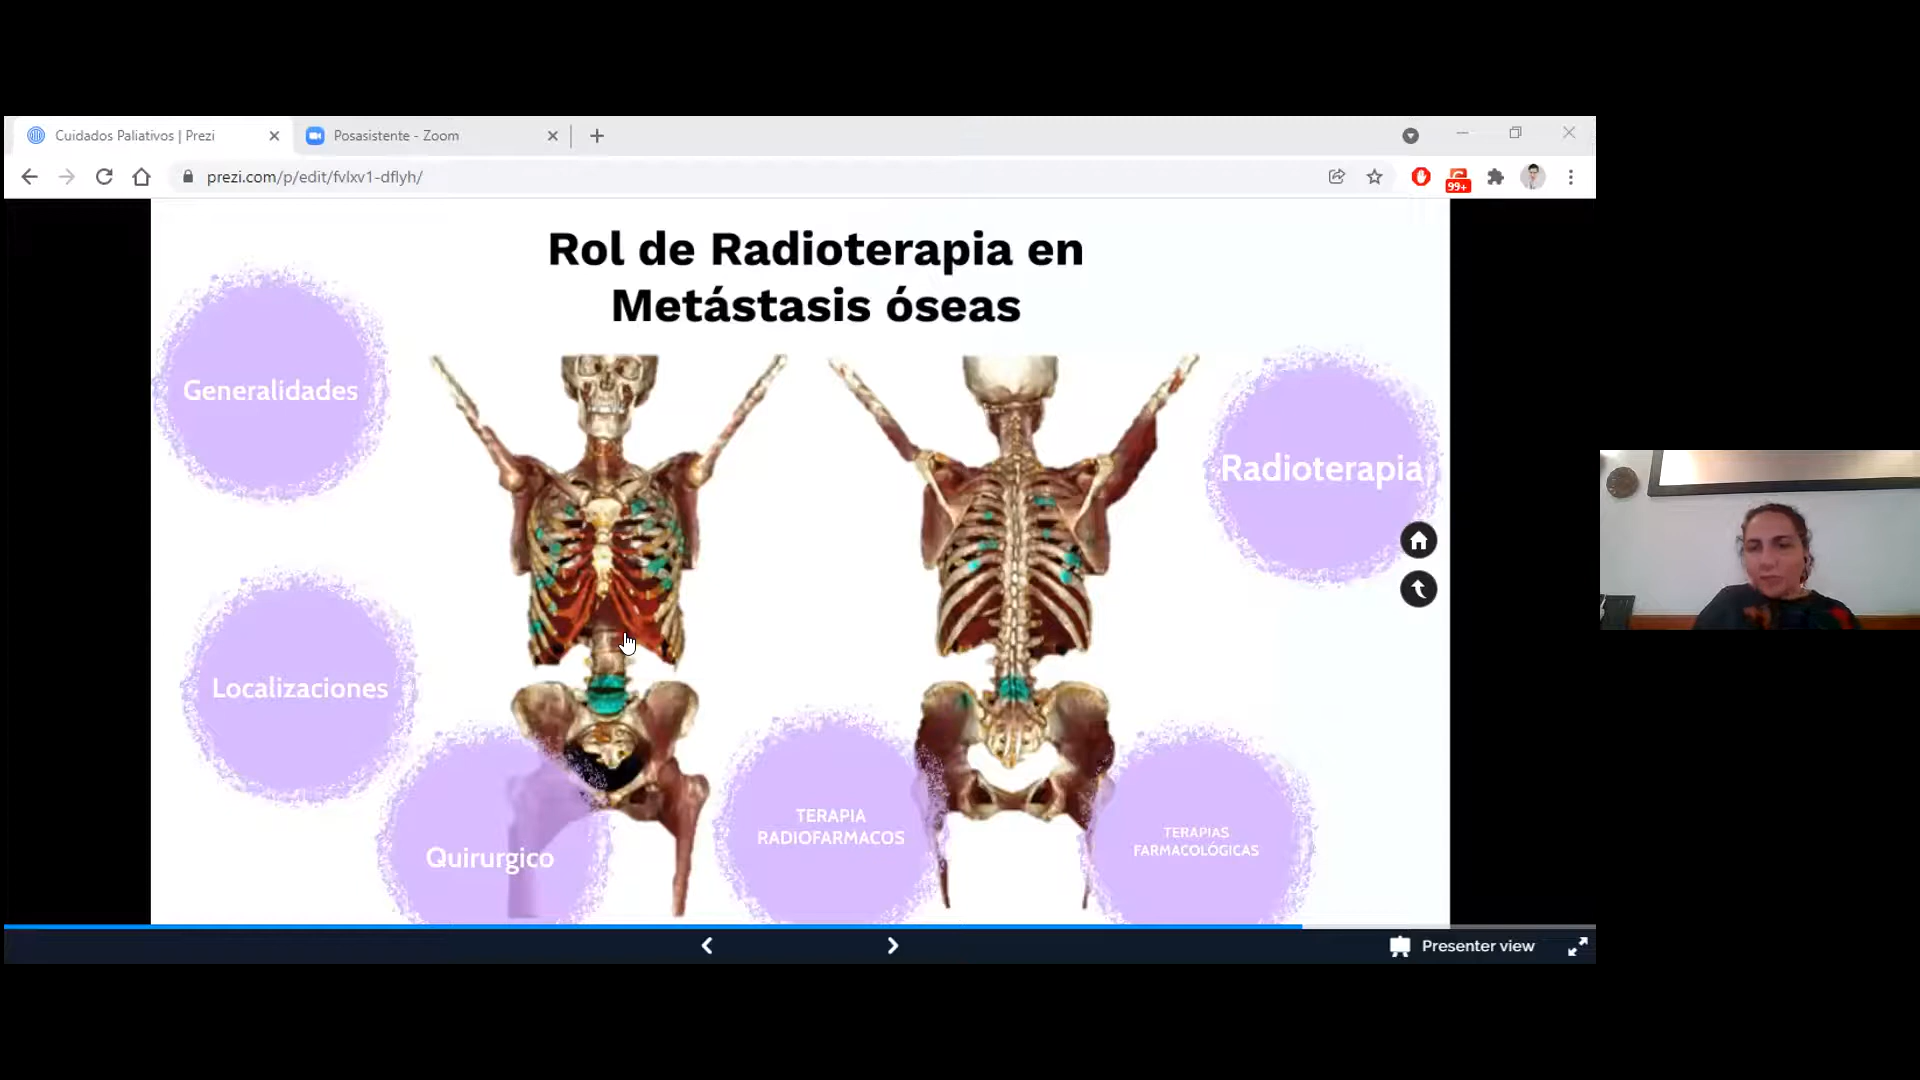 Cuidados Paliativos | Prezi
Posasistente - Zoom
prezi.com/p/edit/fvlxv1-dflyh/
99+
Rol de Radioterapia en
Metástasis óseas
Generalidades
Radioterapia
Localizaciones
Quirurgico
TERAPIA
RADIOFARMACOS
TERAPIAS
FARMACOLÓGICAS
Presenter view